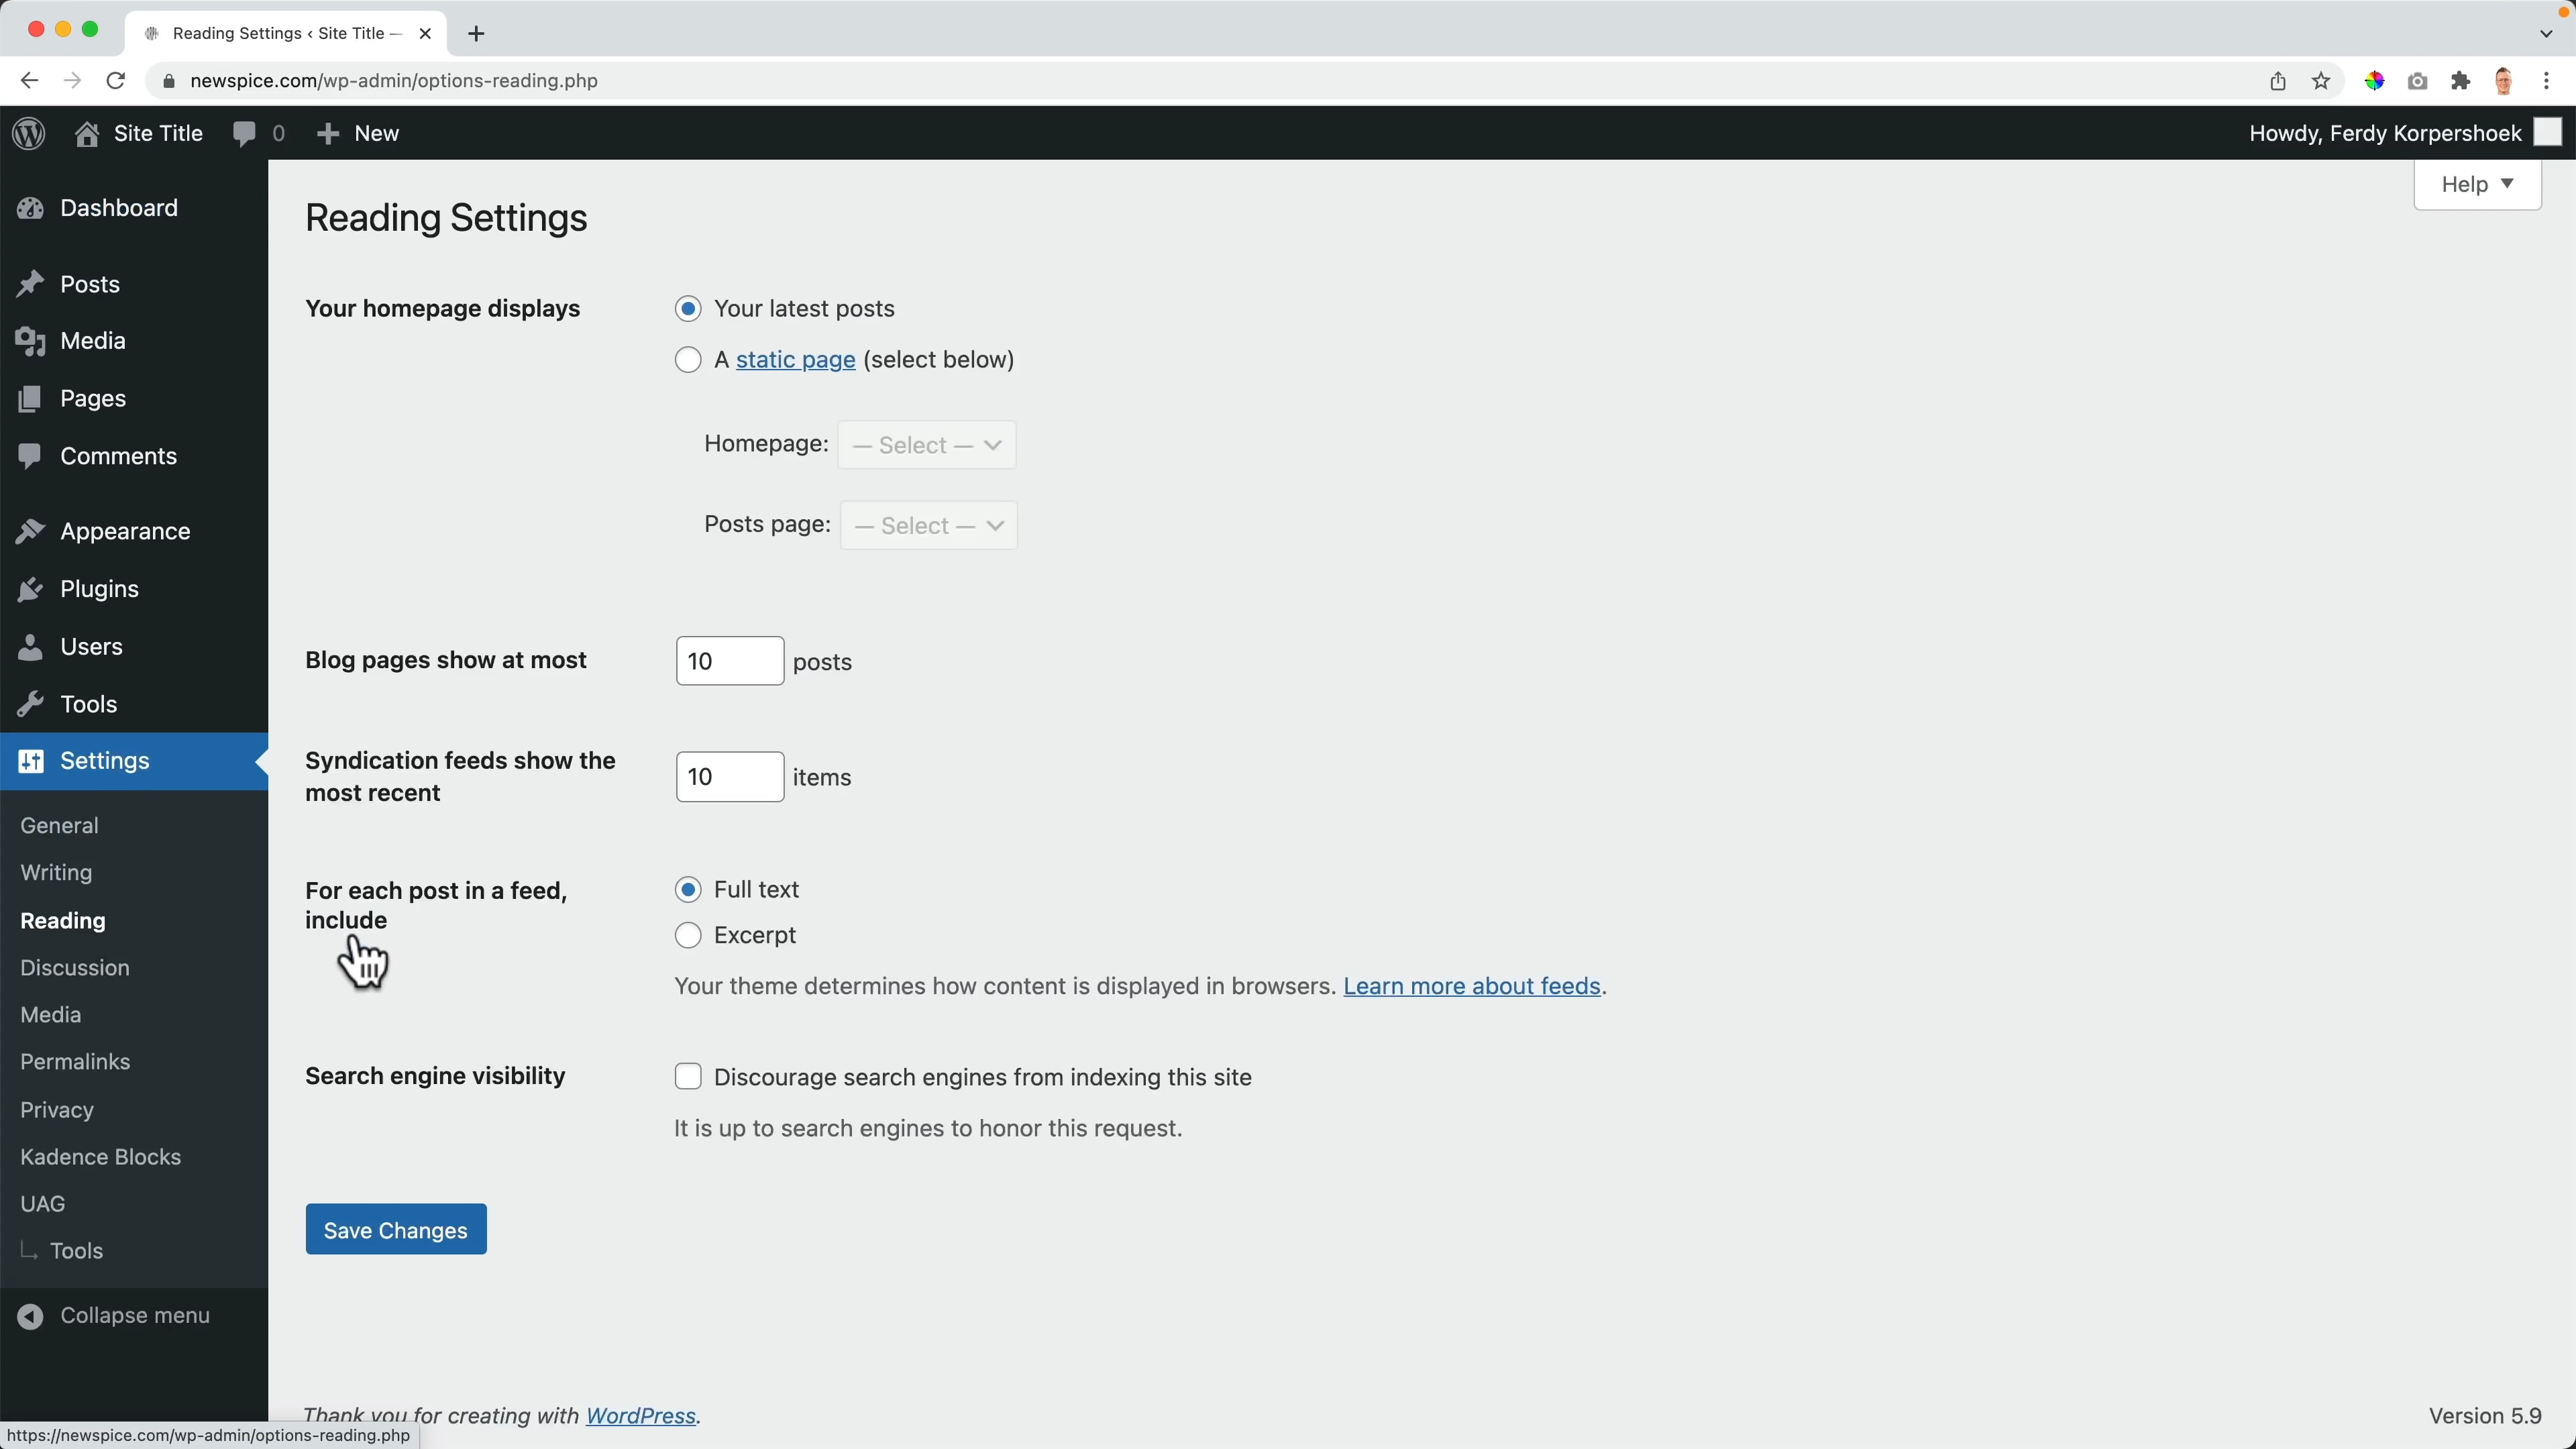 Reading Settings ‹ Site Title —
newspice.com/wp-admin/options-reading.php
Site Title
0
New
Howdy, Ferdy Korpershoek
Help
Dashboard
Posts
Media
Pages
Comments
Appearance
Plugins
Users
Tools
Settings
General
Writing
Reading
Discussion
Media
Permalinks
Privacy
Kadence Blocks
UAG
Tools
Collapse menu
Reading Settings
Your homepage displays
Your latest posts
A static page (select below)
Homepage: — Select —
Posts page: — Select —
Blog pages show at most
10 posts
Syndication feeds show the
most recent
10 items
For each post in a feed,
include
Full text
Excerpt
Your theme determines how content is displayed in browsers. Learn more about feeds.
Search engine visibility
Discourage search engines from indexing this site
It is up to search engines to honor this request.
Save Changes
Thank you for creating with WordPress.
Version 5.9
https://newspice.com/wp-admin/options-reading.php